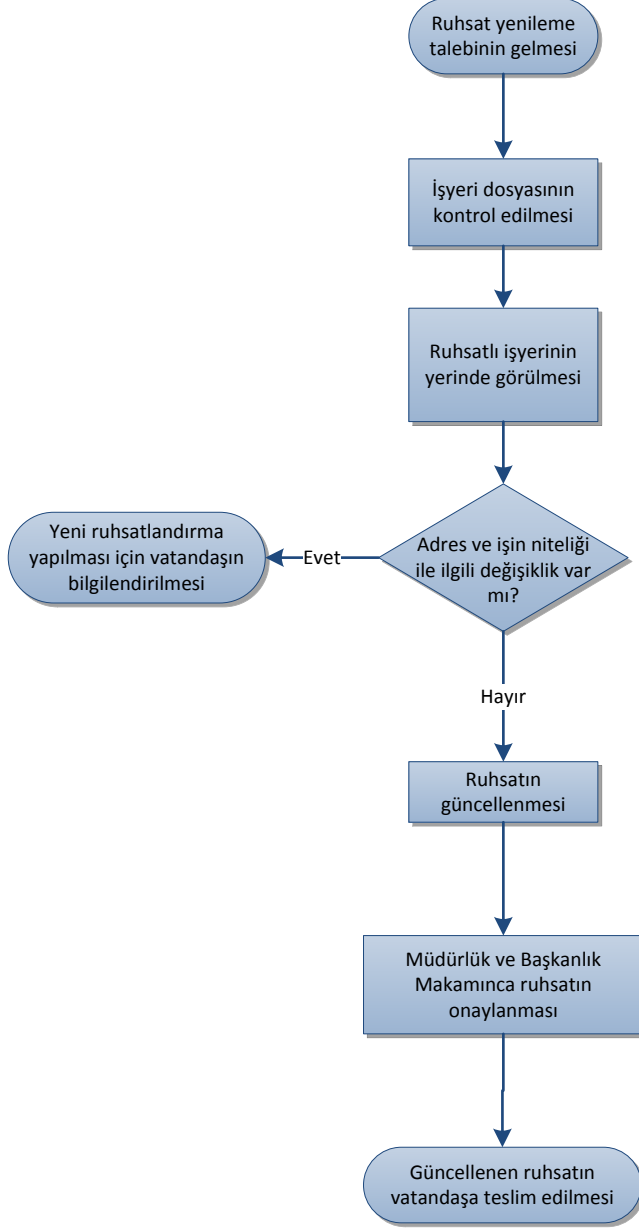 Ruhsat yenileme
talebinin gelmesi
İşyeri dosyasının
kontrol edilmesi
Ruhsatlı işyerinin
yerinde görülmesi
Adres ve işin niteliği
ile ilgili değişiklik var
mı?
Evet
Yeni ruhsatlandırma
yapılması için vatandaşın
bilgilendirilmesi
Hayır
Ruhsatın
güncellenmesi
Müdürlük ve Başkanlık
Makamınca ruhsatın
onaylanması
Güncellenen ruhsatın
vatandaşa teslim edilmesi